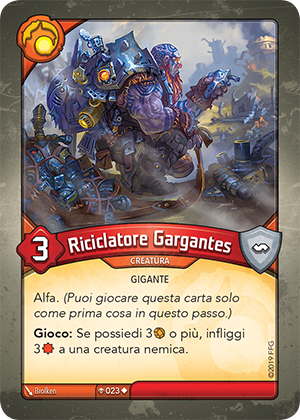 Riciclatore Gargantes
3
CREATURA
GIGANTE
Alfa. (Puoi giocare questa carta solo
come prima cosa in questo passo.)
Gioco: Se possiedi 3 o più, infliggi
3 a una creatura nemica.
Broiken
023
©2019 FFG